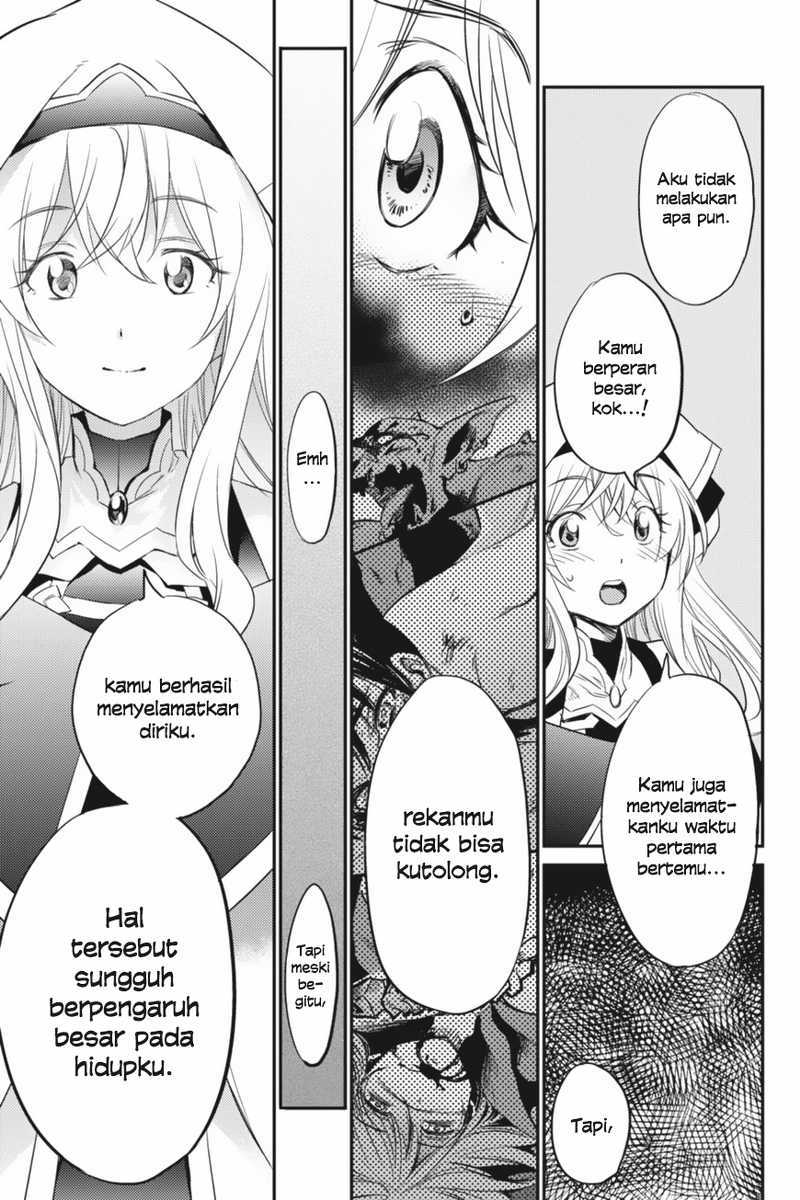 Aku tidak
melakukan
apa pun.
Kamu
berperan
besar,
kok...!
Kamu juga
menyelamat-
kanku waktu
pertama
bertemu...
Tapi,
rekanmu
tidak bisa
kutolong.
Emh
...
Tapi
meski
be-
gitu,
kamu berhasil
menyelamatkan
diriku.
Hal
tersebut
sungguh
berpengaruh
besar pada
hidupku.